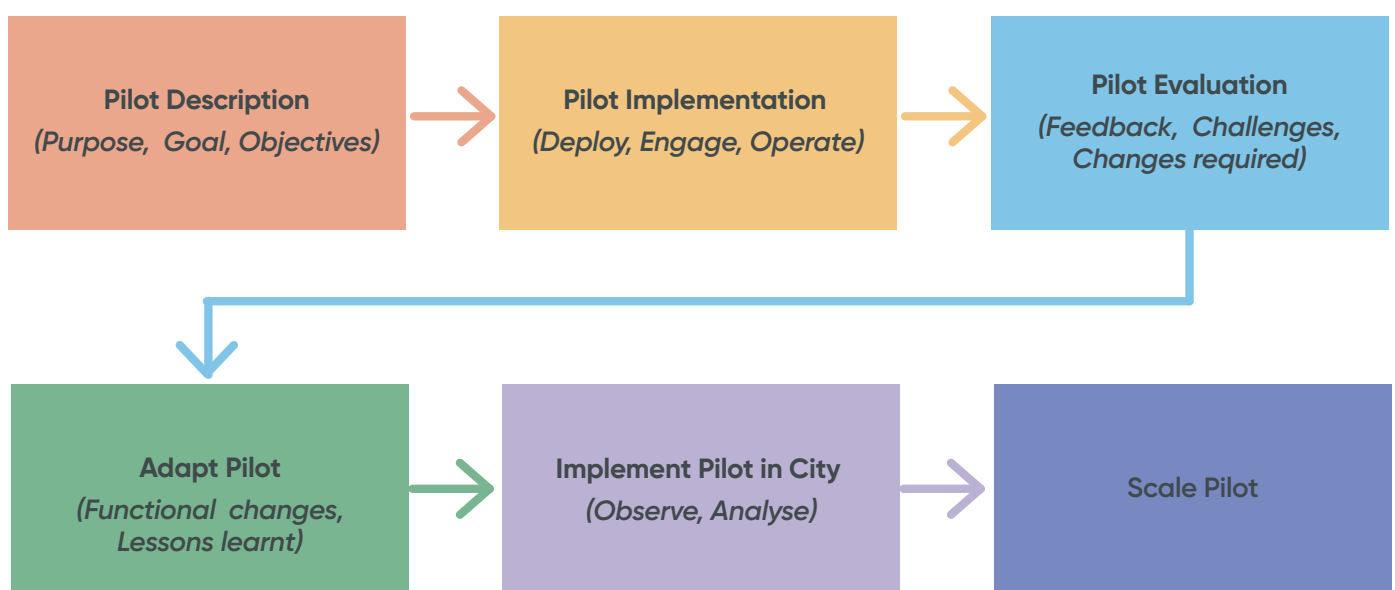 Pilot Description
(Purpose, Goal, Objectives)
Pilot Implementation
(Deploy, Engage, Operate)
Pilot Evaluation
(Feedback, Challenges,
Changes required)
Adapt Pilot
(Functional changes,
Lessons learnt)
Implement Pilot in City
(Observe, Analyse)
Scale Pilot